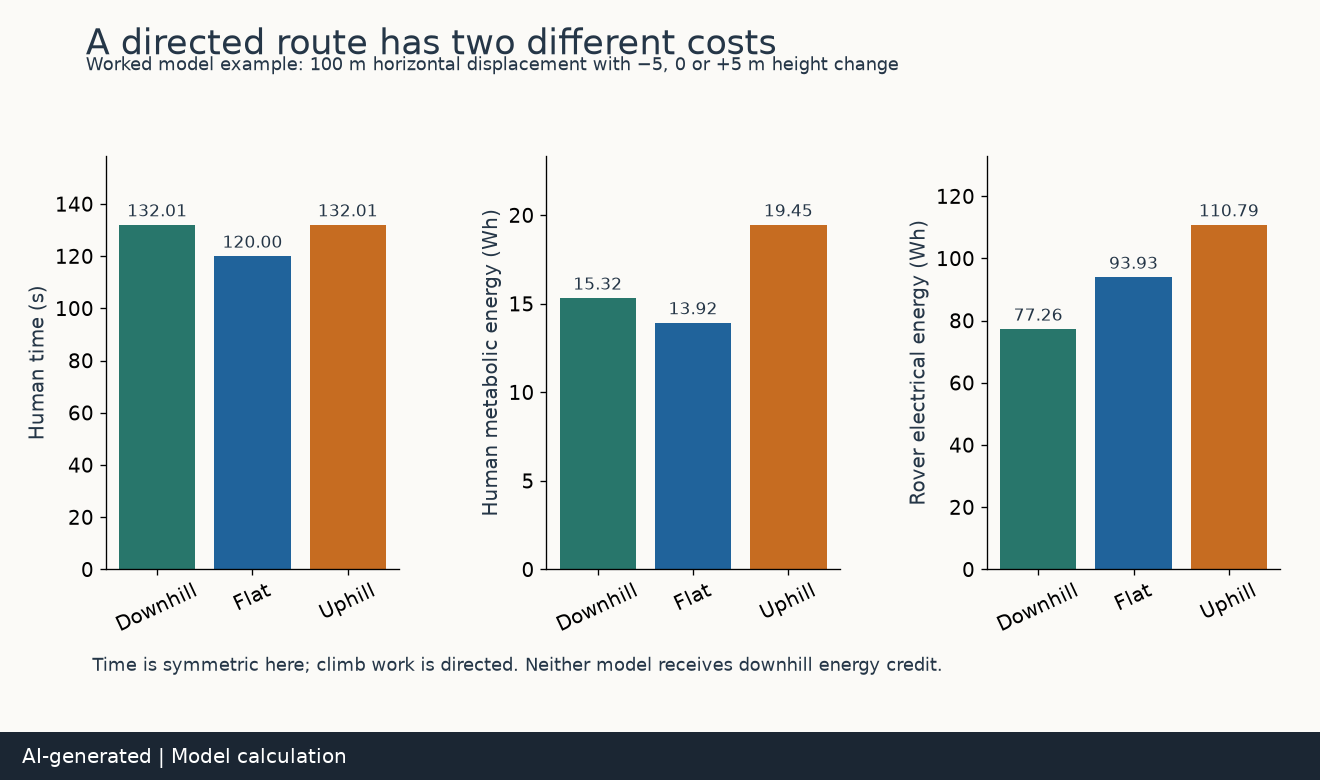 A directed route has two different costs
Worked model example: 100 m horizontal displacement with −5, 0 or +5 m height change
Human time (s)
140
120
100
80
60
40
20
0
132.01
120.00
132.01
Downhill
Flat
Uphill
Human metabolic energy (Wh)
20
15
10
5
0
15.32
13.92
19.45
Downhill
Flat
Uphill
Rover electrical energy (Wh)
120
100
80
60
40
20
0
77.26
93.93
110.79
Downhill
Flat
Uphill
Time is symmetric here; climb work is directed. Neither model receives downhill energy credit.
AI-generated | Model calculation